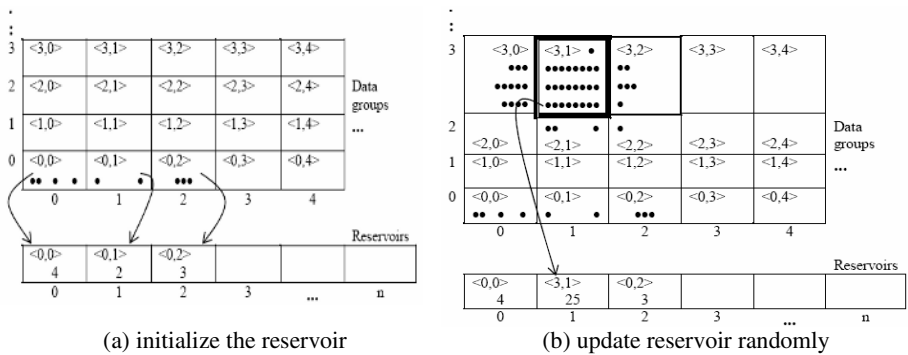 3 <3,0> <3,1> <3,2> <3,3> <3,4>
2 <2,0> <2,1> <2,2> <2,3> <2,4> Data
groups
1 <1,0> <1,1> <1,2> <1,3> <1,4> ...
0 <0,0> <0,1> <0,2> <0,3> <0,4>
0 1 2 3 4
Reservoirs
<0,0> <0,1> <0,2>
4 2 3
0 1 2 3 ... n
(a) initialize the reservoir
3 <3,0> <3,1> <3,2> <3,3> <3,4>
2 Data
<2,0> <2,1> <2,2> <2,3> <2,4> groups
1 <1,0> <1,1> <1,2> <1,3> <1,4> ...
0 <0,0> <0,1> <0,2> <0,3> <0,4>
0 1 2 3 4
Reservoirs
<0,0> <3,1> <0,2>
4 25 3
0 1 2 3 ... n
(b) update reservoir randomly